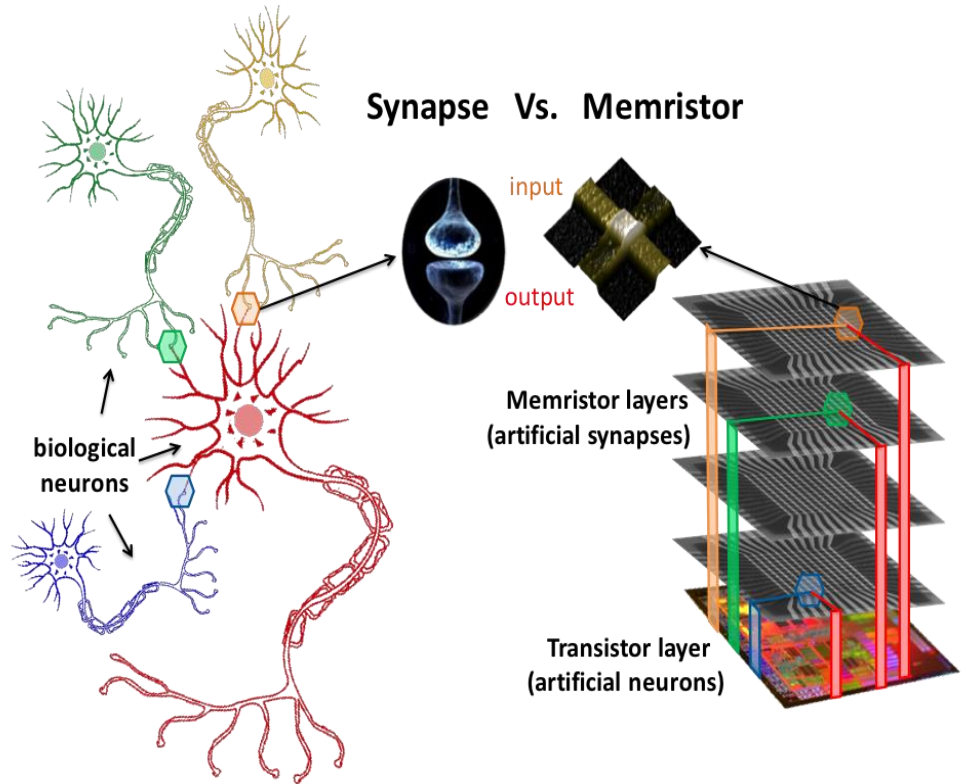 Synapse Vs. Memristor
input
output
biological
neurons
Memristor layers
(artificial synapses)
Transistor layer
(artificial neurons)